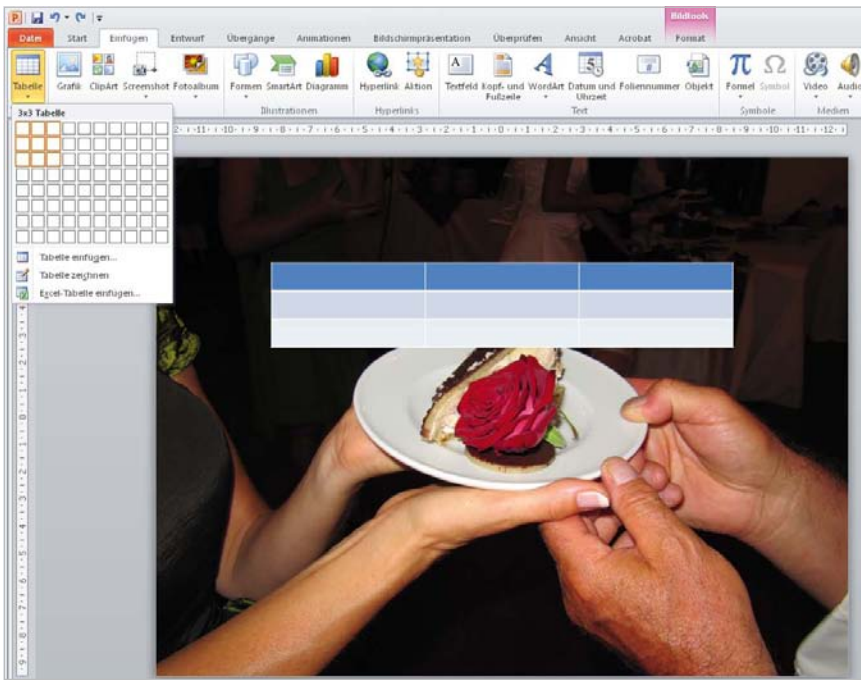 Bildtools
Datei Start Einfügen Entwurf Übergänge Animationen Bildschirmpräsentation Überprüfen Ansicht Acrobat Format
Tabelle Grafik ClipArt Screenshot Fotoalbum Formen SmartArt Diagramm Hyperlink Aktion Textfeld Kopf- und Fußzeile WordArt Datum und Uhrzeit Foliennummer Objekt Formel Symbol Video Audio
Illustrationen Hyperlinks Text Symbole Medien
3x3 Tabelle
Tabelle einfügen...
Tabelle zeichnen
Excel-Tabelle einfügen...